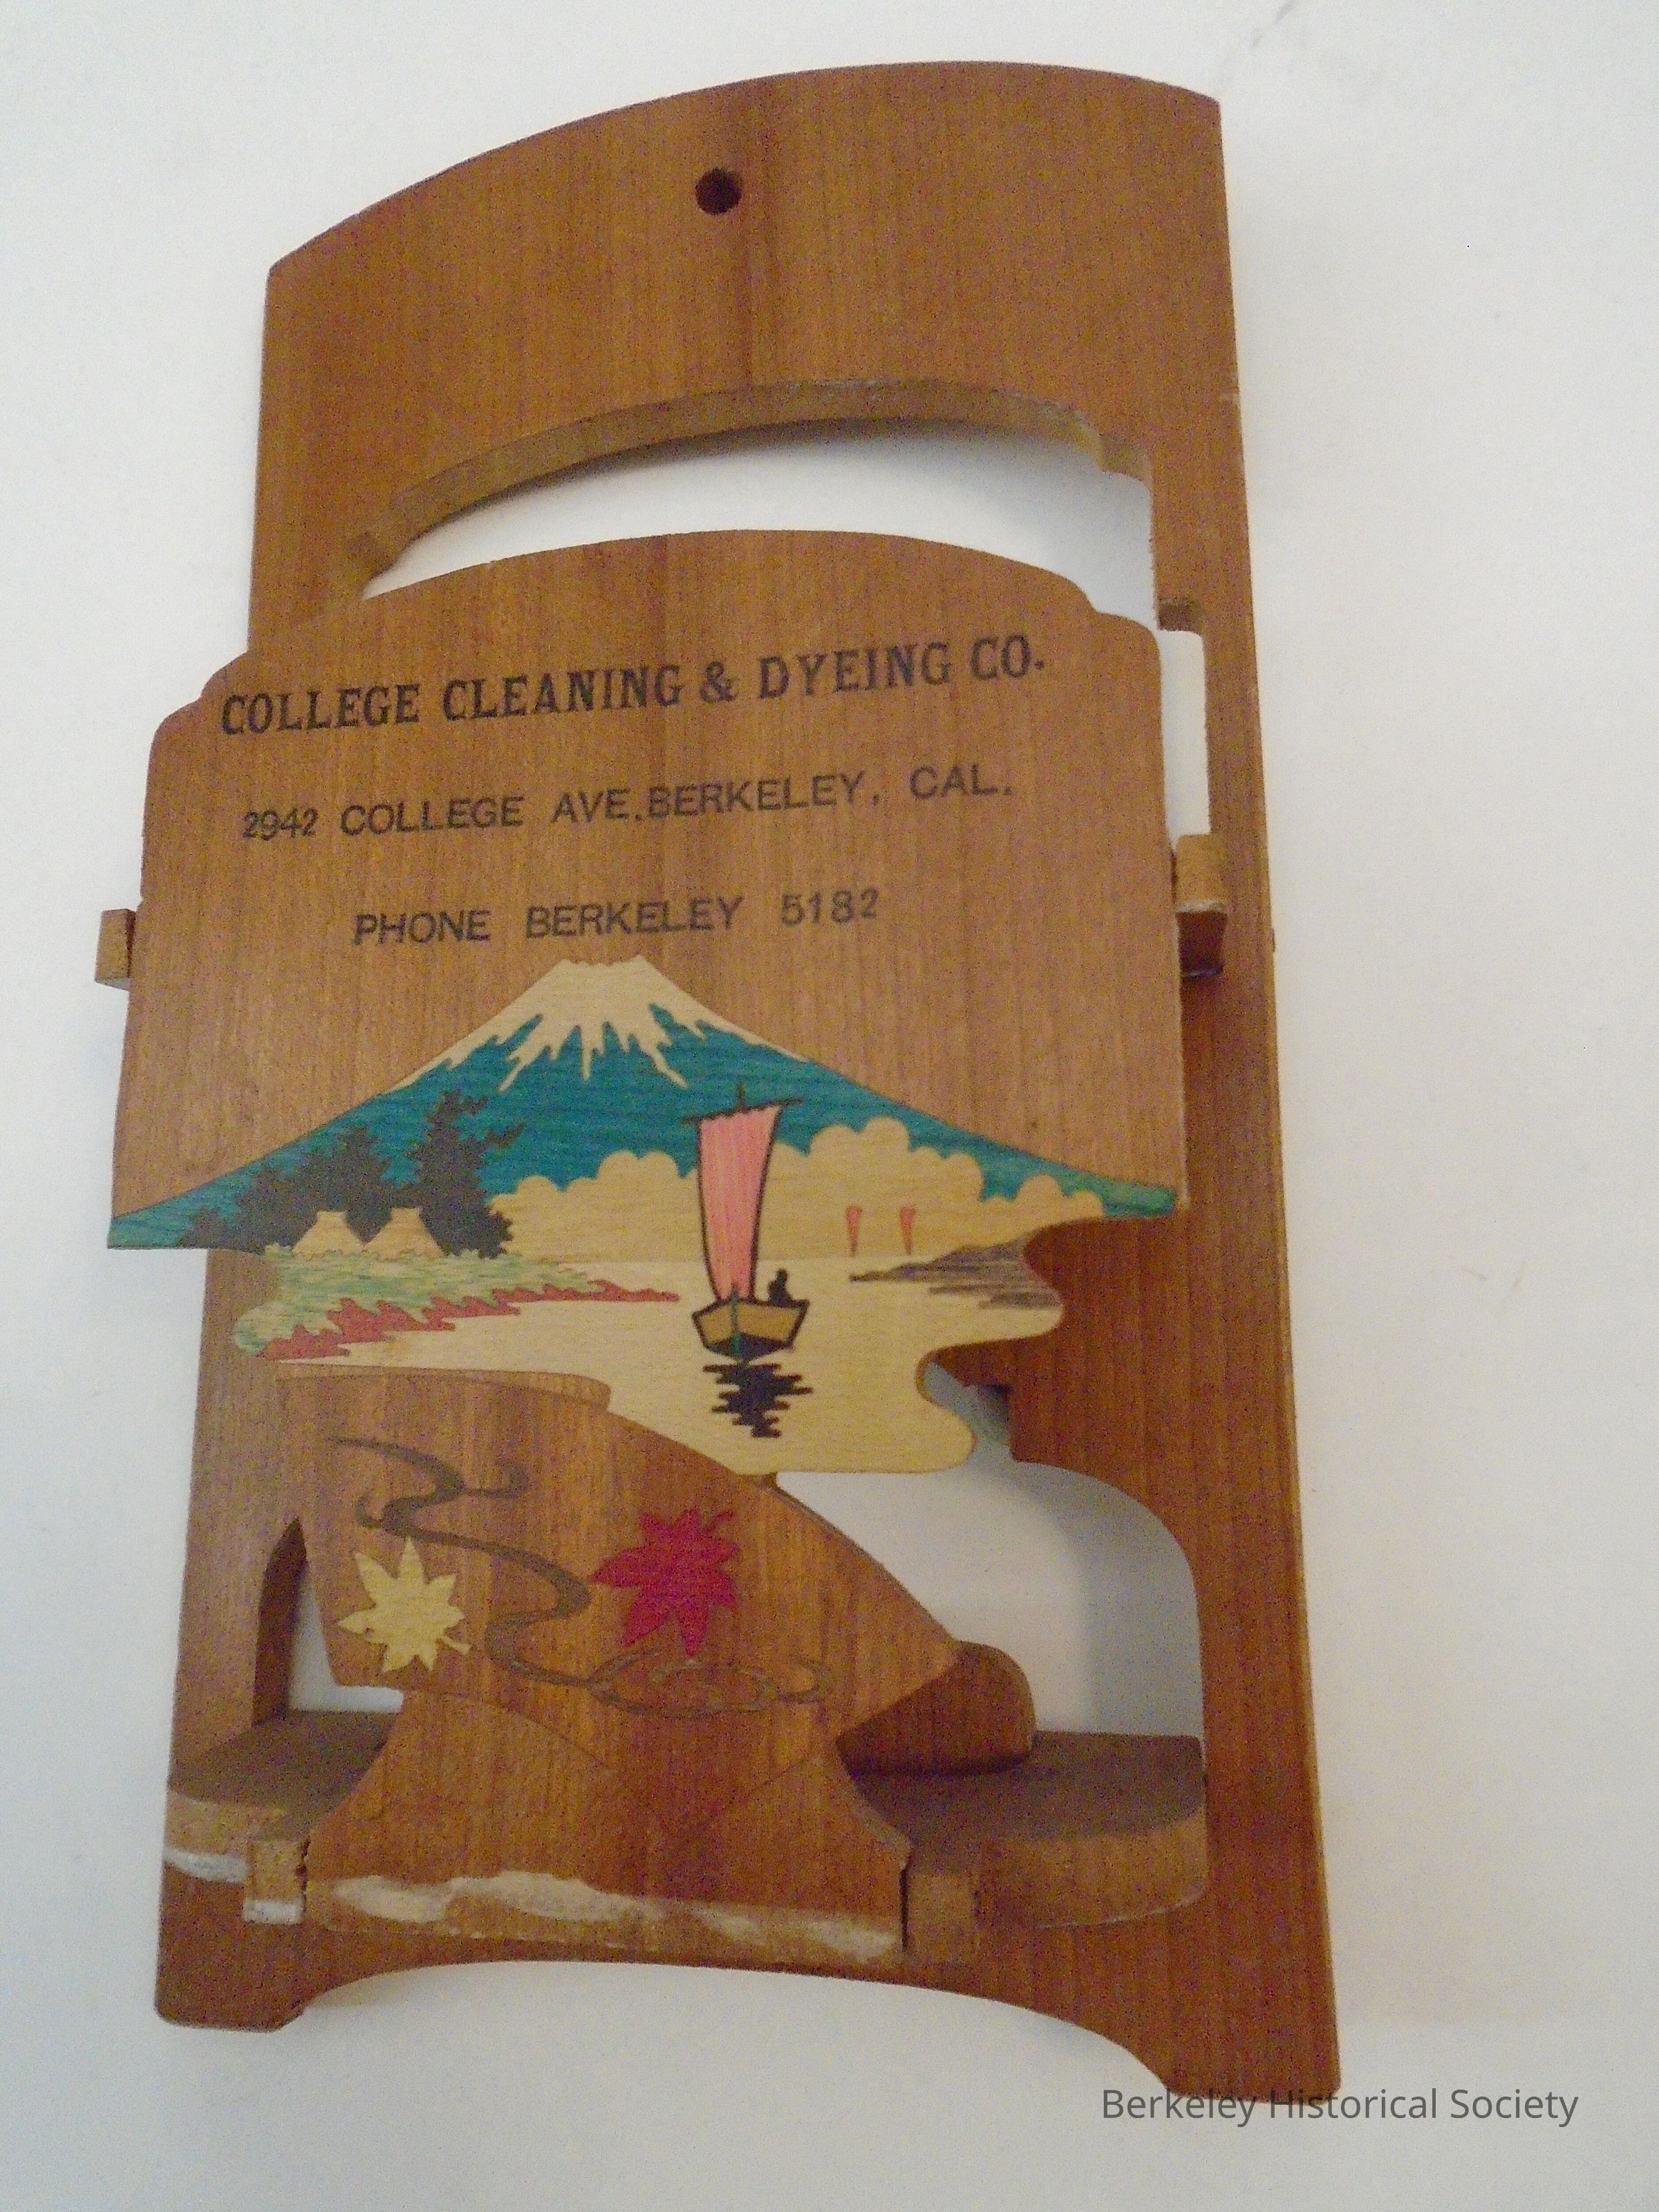 COLLEGE CLEANING & DYEING CO.
2942 COLLEGE AVE. BERKELEY, CAL.
PHONE BERKELEY 5182
Berkeley Historical Society